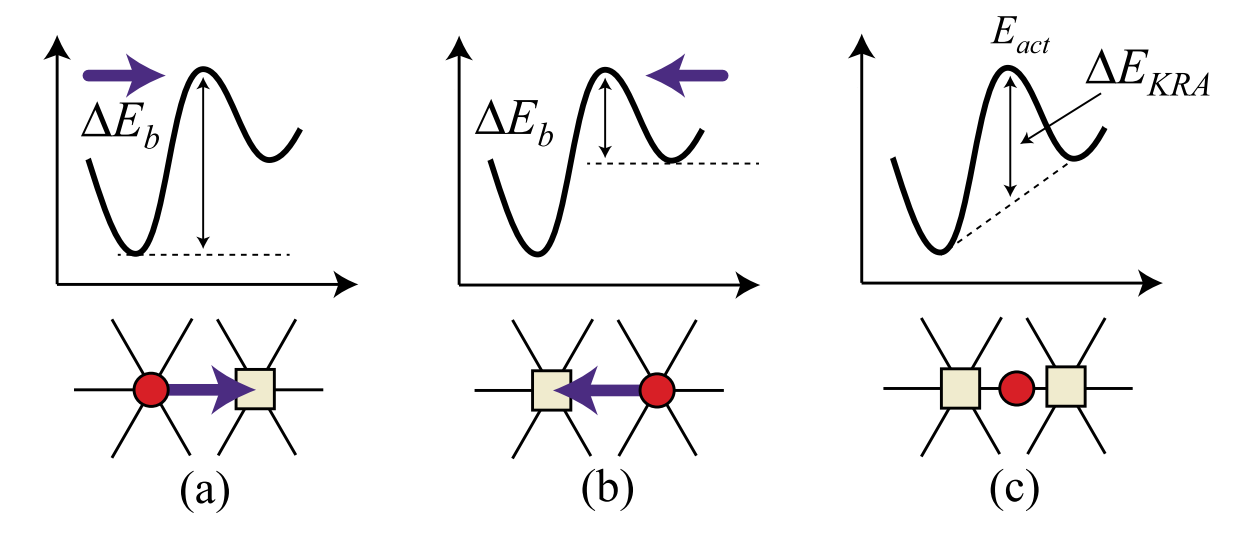 ΔE_b
ΔE_b
E_act
ΔE_KRA
(a)
(b)
(c)